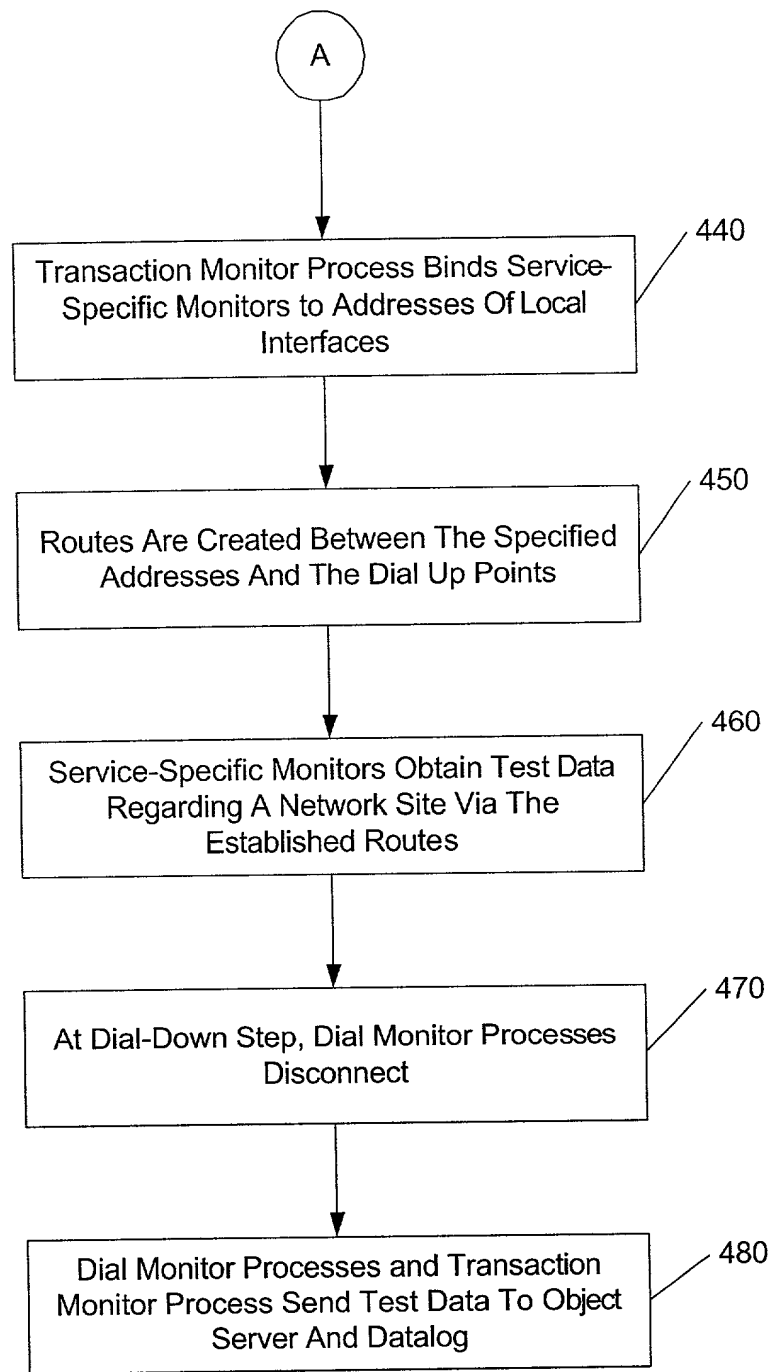 A
440
Transaction Monitor Process Binds Service-
Specific Monitors to Addresses Of Local
Interfaces
450
Routes Are Created Between The Specified
Addresses And The Dial Up Points
460
Service-Specific Monitors Obtain Test Data
Regarding A Network Site Via The
Established Routes
470
At Dial-Down Step, Dial Monitor Processes
Disconnect
480
Dial Monitor Processes and Transaction
Monitor Process Send Test Data To Object
Server And Datalog